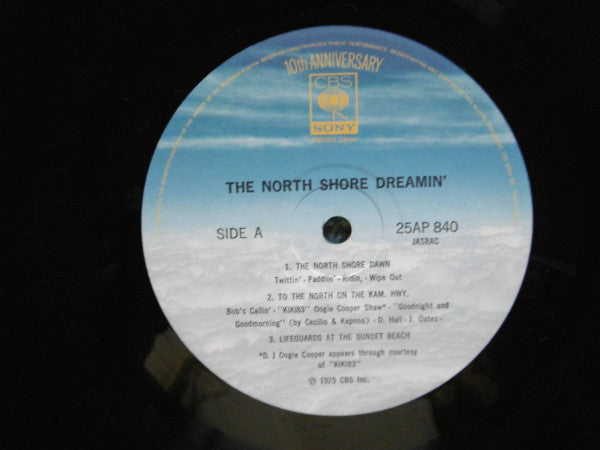 10th ANNIVERSARY
CBS
SONY
THE NORTH SHORE DREAMIN'
SIDE A
25AP 840
JASRAC
1. THE NORTH SHORE DAWN
Twittin' - Paddlin' - Ridin, - Wipe Out
2. TO THE NORTH ON THE KAM. HWY.
Bob's Callin' - "KIKI83" Oogie Cooper Shaw* - "Goodnight and
Goodmorning" (by Cecilio & Kapono) - D. Hall - J. Oates -
3. LIFEGUARDS AT THE SUNSET BEACH
*D. J Oogie Cooper appears through courtesy
of "KIKI83"
℗ 1975 CBS Inc.